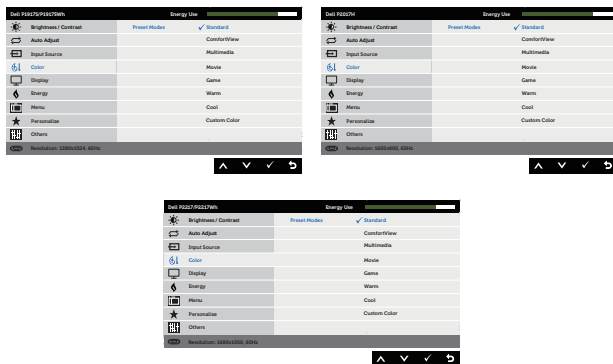 Dell P1917S/P1917SWh Energy Use
Brightness / Contrast Preset Modes ✓ Standard
Auto Adjust ComfortView
Input Source Multimedia
Color Movie
Display Game
Energy Warm
Menu Cool
Personalize Custom Color
Others
Resolution: 1280x1024, 60Hz
Dell P2017H Energy Use
Brightness / Contrast Preset Modes ✓ Standard
Auto Adjust ComfortView
Input Source Multimedia
Color Movie
Display Game
Energy Warm
Menu Cool
Personalize Custom Color
Others
Resolution: 1600x900, 60Hz
Dell P2217/P2217Wh Energy Use
Brightness / Contrast Preset Modes ✓ Standard
Auto Adjust ComfortView
Input Source Multimedia
Color Movie
Display Game
Energy Warm
Menu Cool
Personalize Custom Color
Others
Resolution: 1680x1050, 60Hz